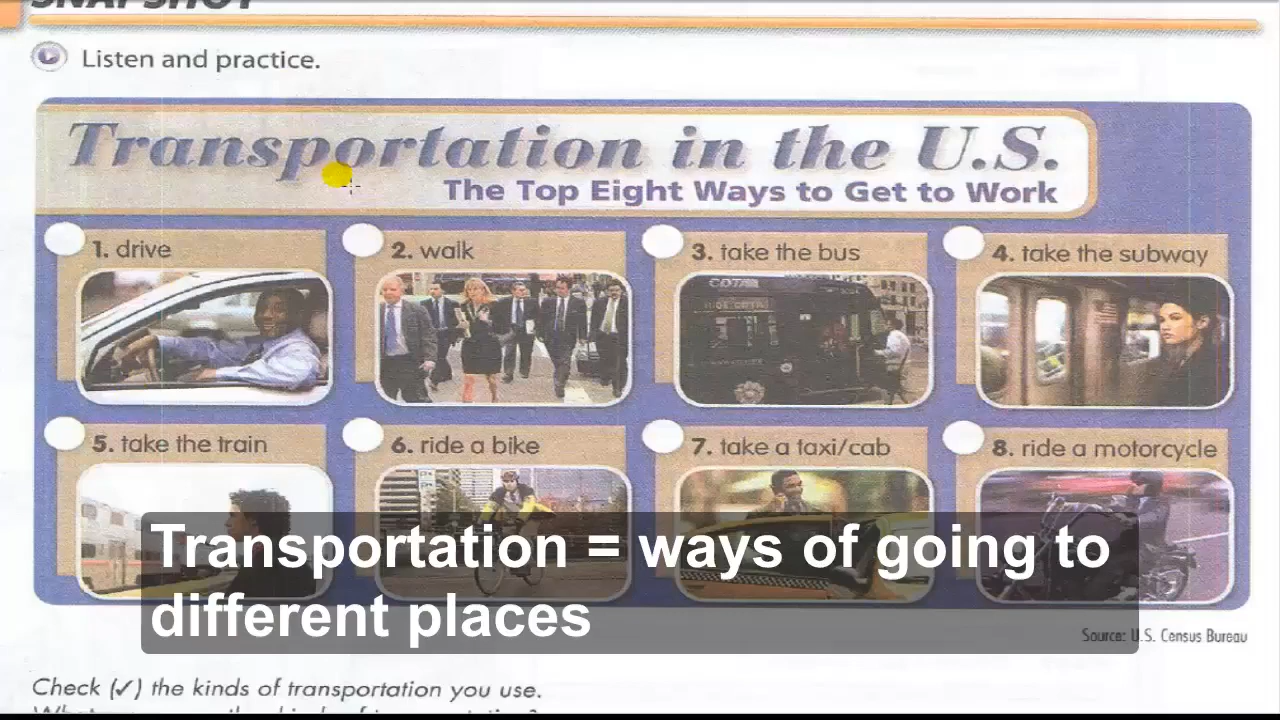 SNAPSHOT
Listen and practice.
Transportation in the U.S.
The Top Eight Ways to Get to Work
1. drive
2. walk
3. take the bus
4. take the subway
COTA
5. take the train
6. ride a bike
7. take a taxi/cab
8. ride a motorcycle
Transportation = ways of going to
different places
Source: U.S. Census Bureau
Check (✓) the kinds of transportation you use.